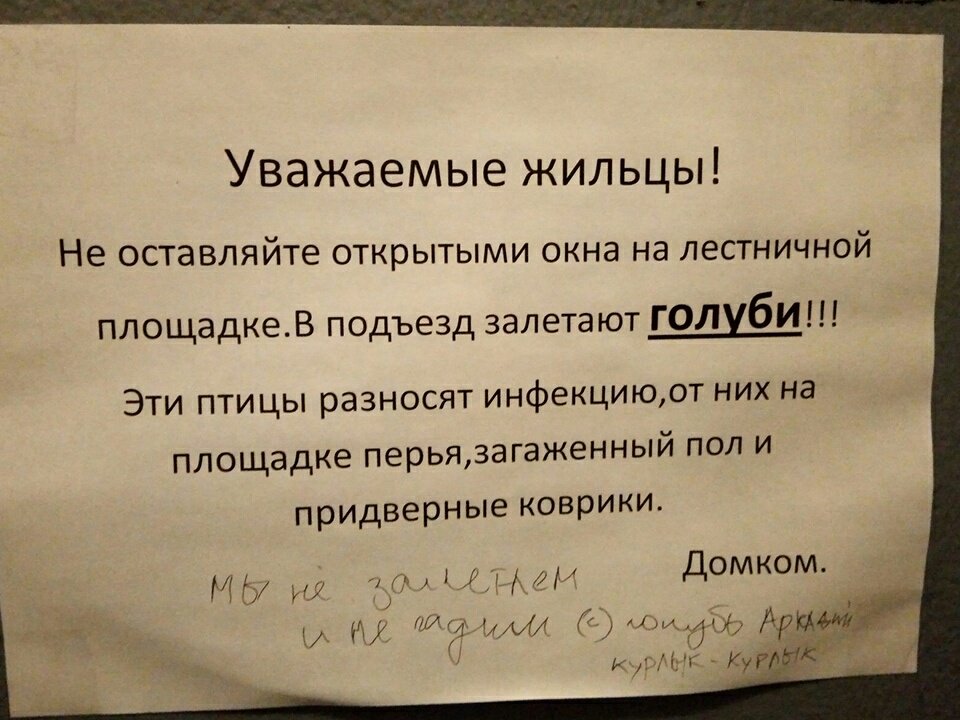 Уважаемые жильцы!
Не оставляйте открытыми окна на лестничной
площадке.В подъезд залетают голуби!!!
Эти птицы разносят инфекцию,от них на
площадке перья,загаженный пол и
придверные коврики.
Домком.
мы не залетаем
и не гадили (с) голубь Аркадий
курлык-курлык